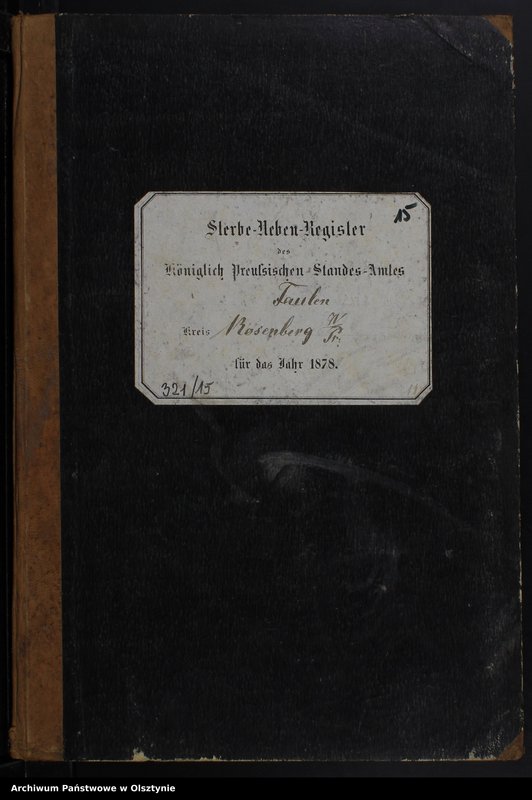 15
Sterbe-Neben-Register
des
Königlich Preußischen Standes-Amtes
Faulen
Kreis Rosenberg W/Pr.
für das Jahr 1878.
321/15
Archiwum Państwowe w Olsztynie